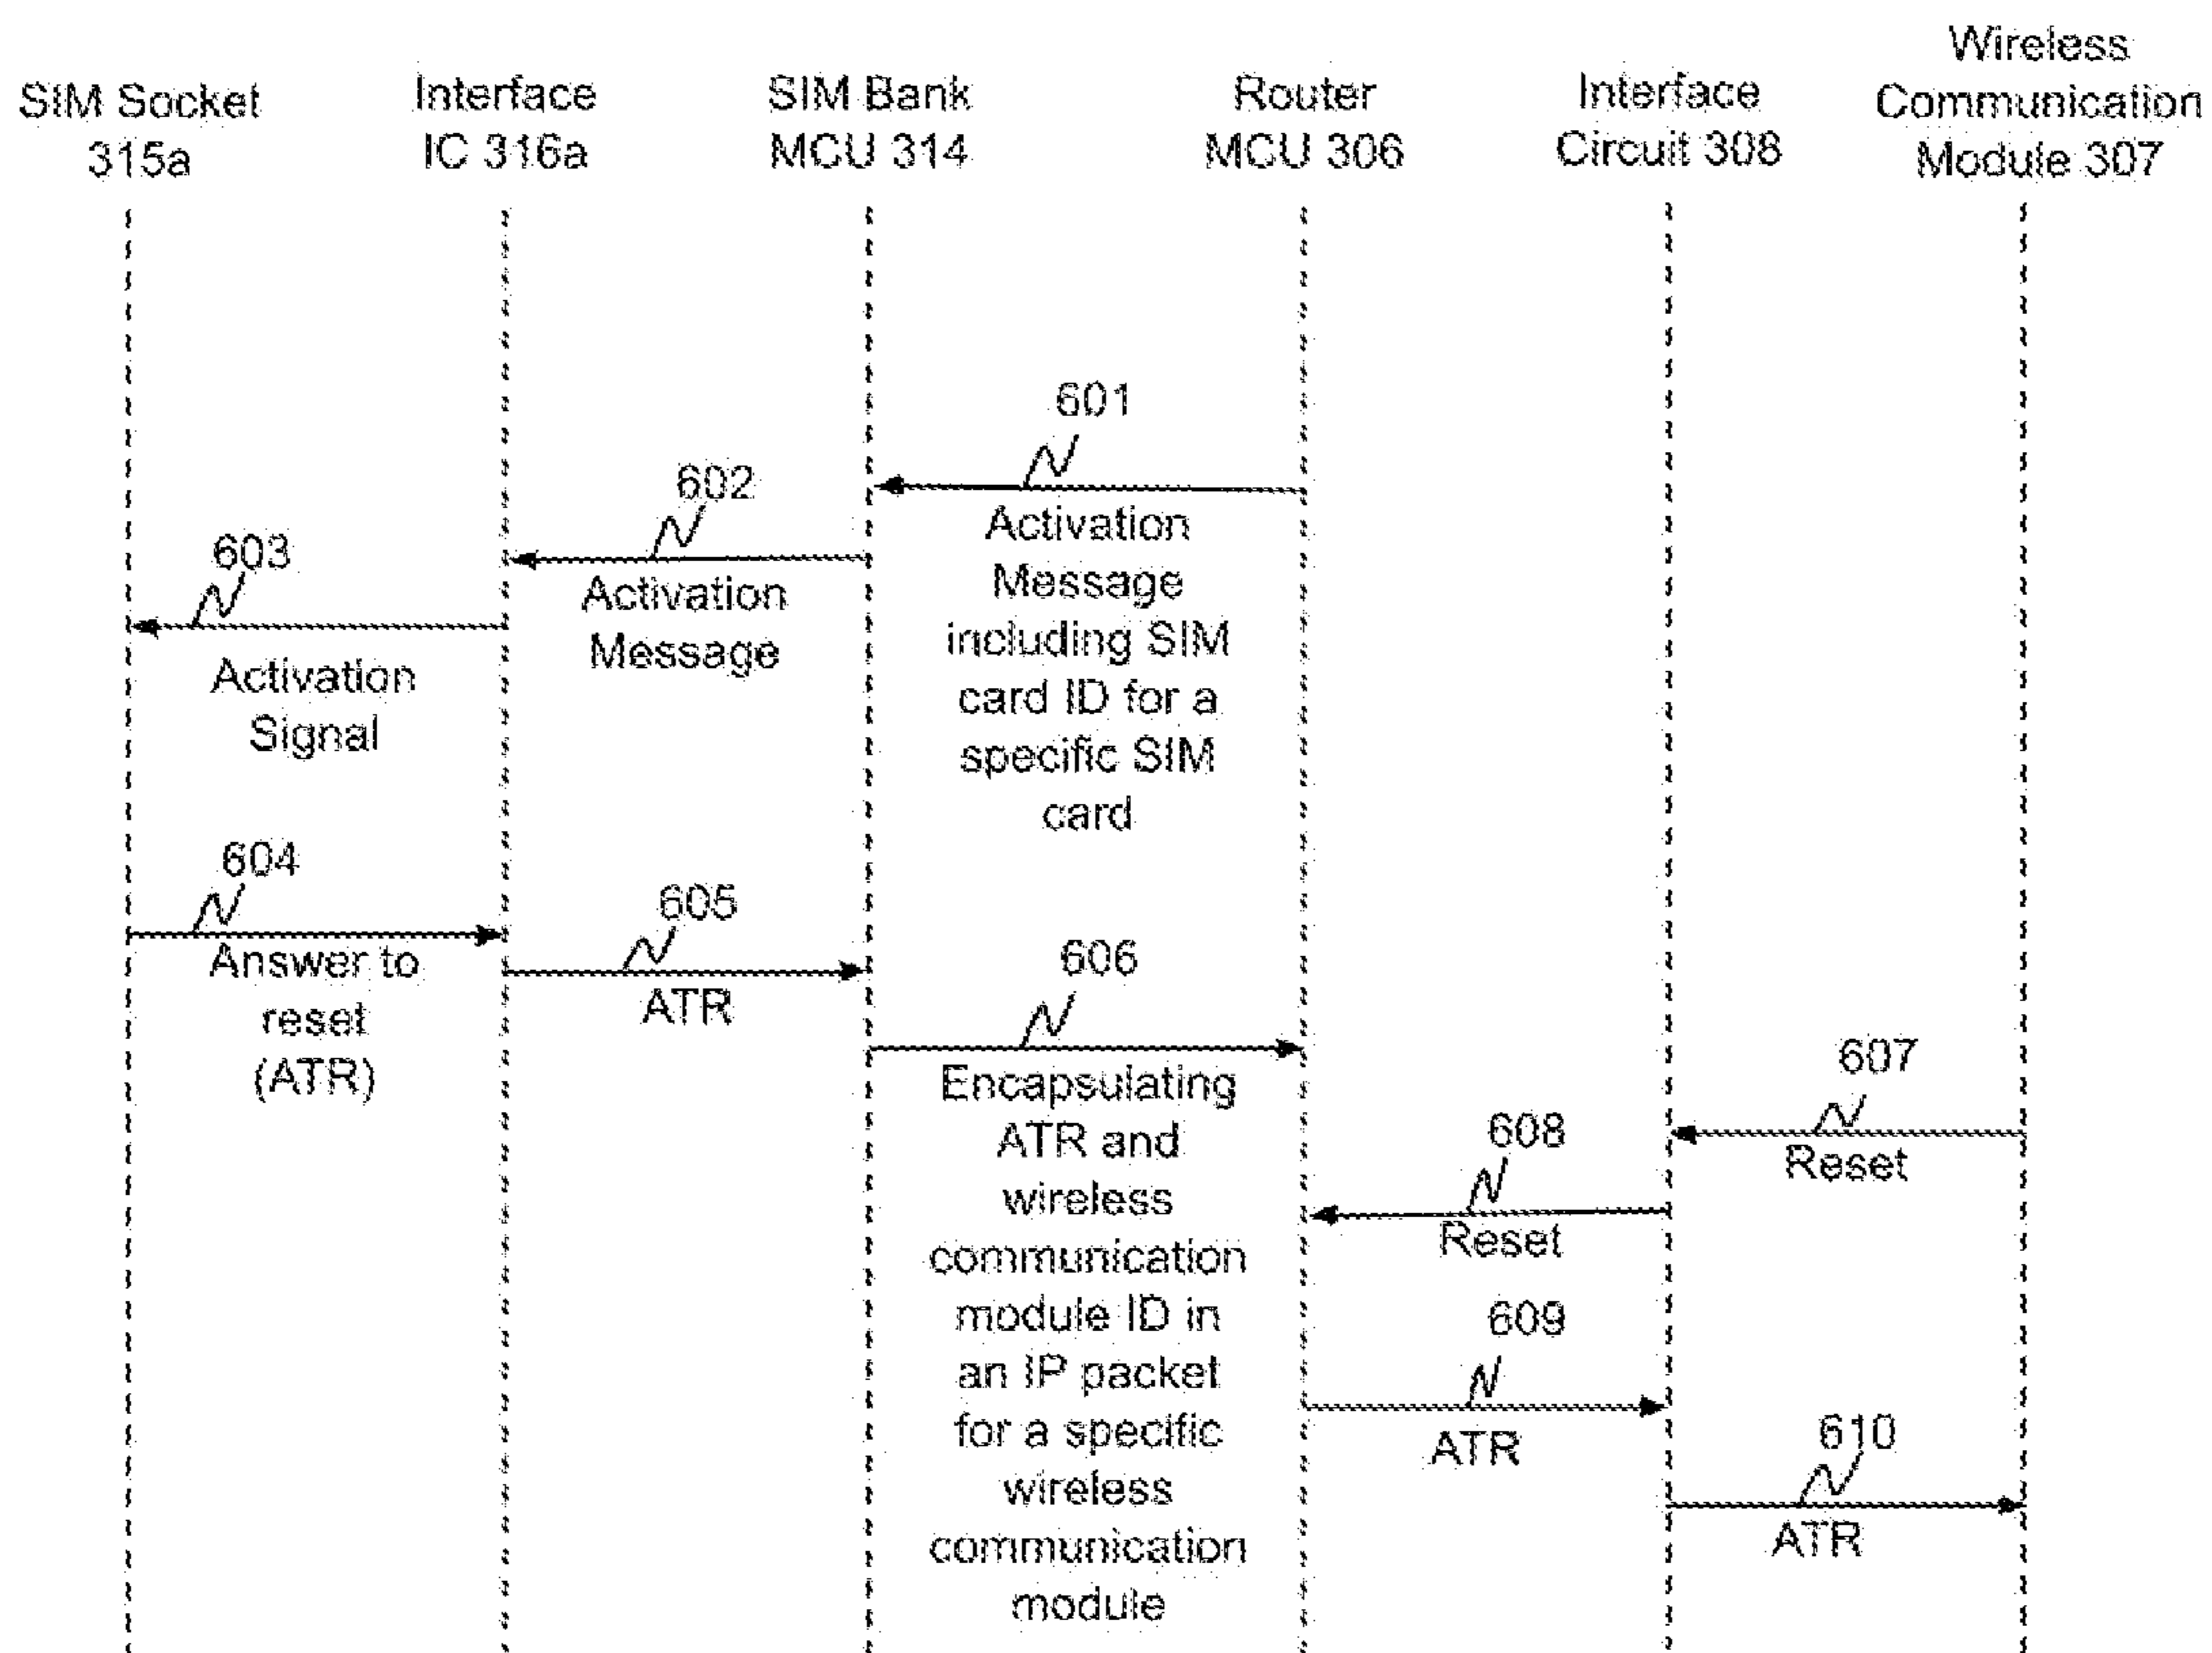 SIM Socket
315a
Interface
IC 316a
SIM Bank
MCU 314
Router
MCU 306
Interface
Circuit 308
Wireless
Communication
Module 307
601
Activation
Message
including SIM
card ID for a
specific SIM
card
602
Activation
Message
603
Activation
Signal
604
Answer to
reset
(ATR)
605
ATR
606
Encapsulating
ATR and
wireless
communication
module ID in
an IP packet
for a specific
wireless
communication
module
607
Reset
608
Reset
609
ATR
610
ATR